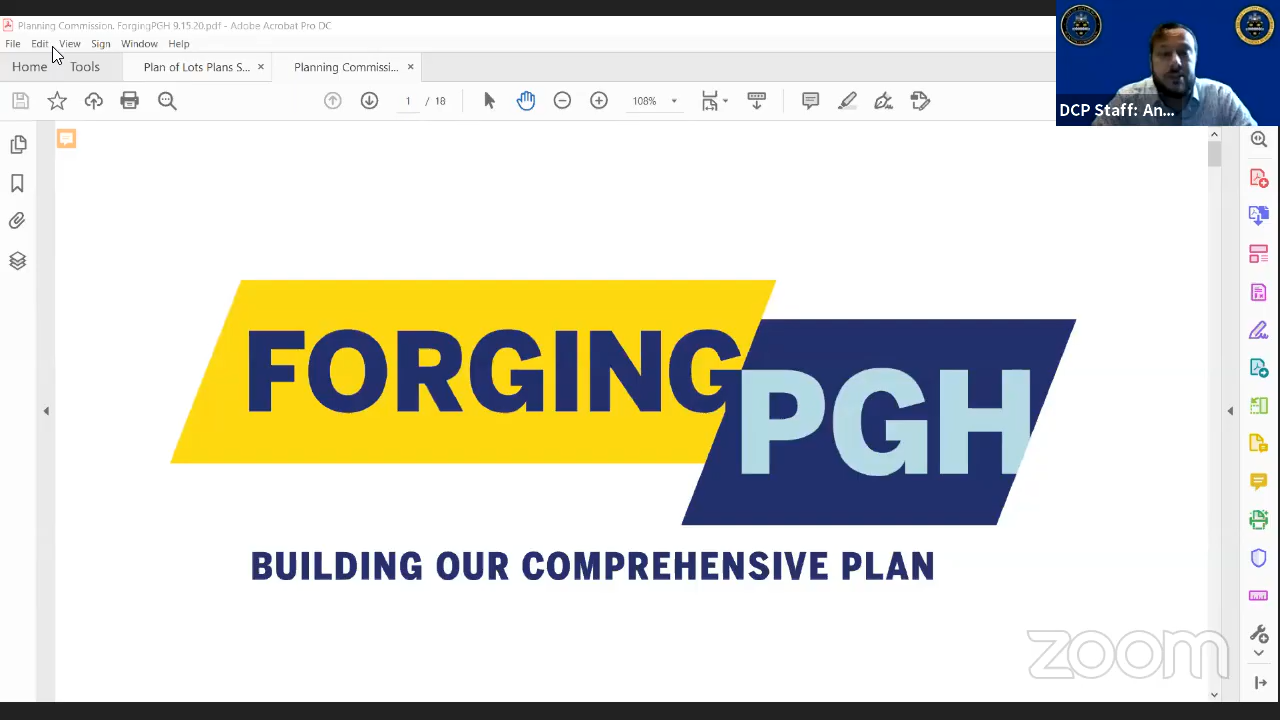 Planning Commission. ForgingPGH 9.15.20.pdf - Adobe Acrobat Pro DC
File Edit View Sign Window Help
Home Tools Plan of Lots Plans S... × Planning Commissi... ×
1 / 18 108%
DCP Staff: An...
FORGING
PGH
BUILDING OUR COMPREHENSIVE PLAN
zoom